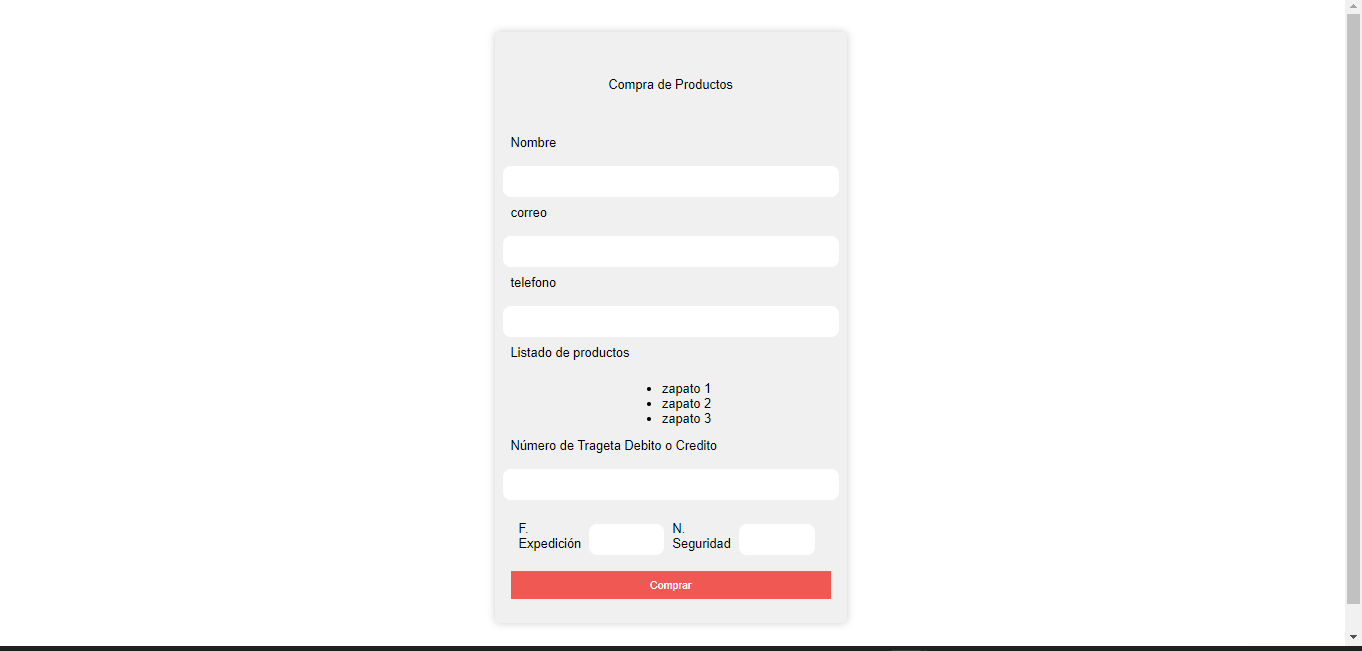 Compra de Productos
Nombre
correo
telefono
Listado de productos
zapato 1
zapato 2
zapato 3
Número de Trageta Debito o Credito
F.
Expedición
N.
Seguridad
Comprar